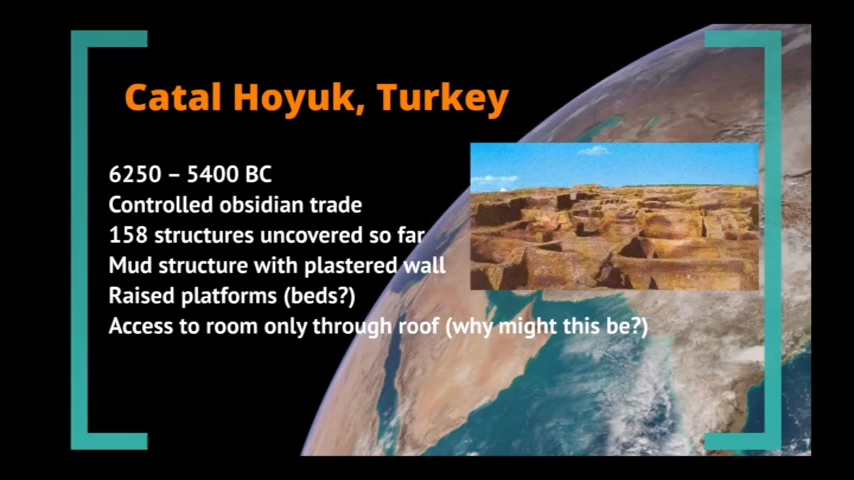 Catal Hoyuk, Turkey
6250 – 5400 BC
Controlled obsidian trade
158 structures uncovered so far
Mud structure with plastered wall
Raised platforms (beds?)
Access to room only through roof (why might this be?)